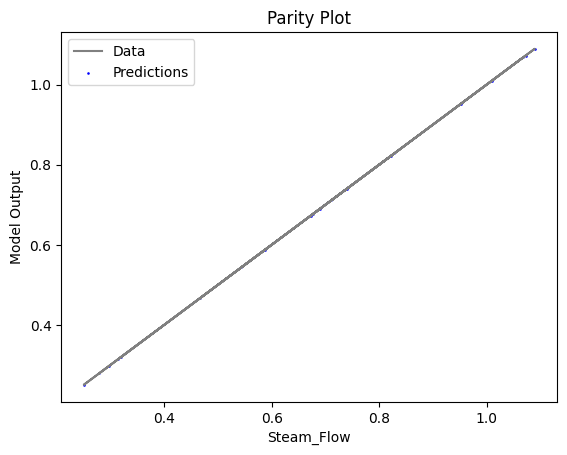 Parity Plot
Data
Predictions
1.0
0.8
0.6
0.4
Model Output
0.4 0.6 0.8 1.0
Steam_Flow